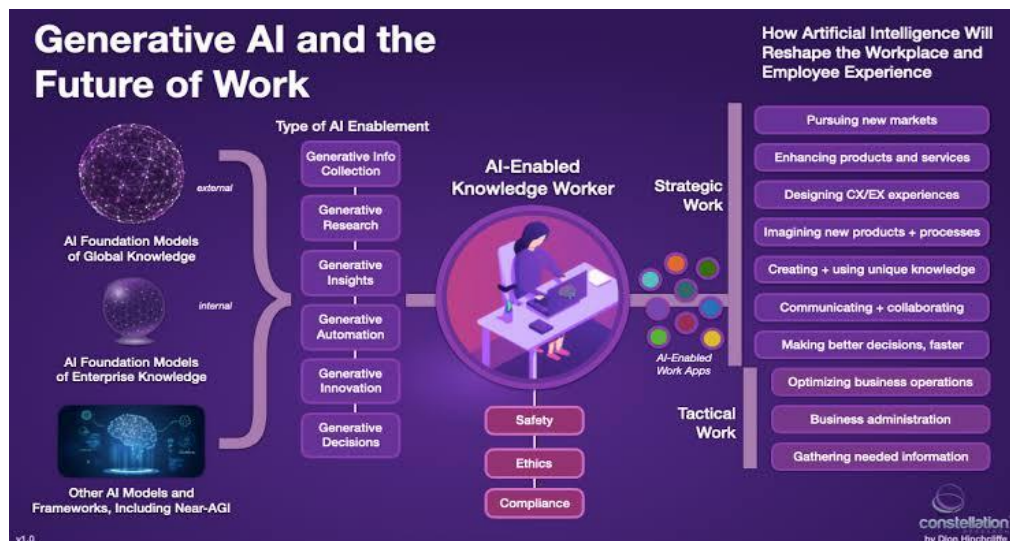 Generative AI and the
Future of Work
How Artificial Intelligence Will
Reshape the Workplace and
Employee Experience
external
AI Foundation Models
of Global Knowledge
internal
AI Foundation Models
of Enterprise Knowledge
Other AI Models and
Frameworks, Including Near-AGI
Type of AI Enablement
Generative Info
Collection
Generative
Research
Generative
Insights
Generative
Automation
Generative
Innovation
Generative
Decisions
AI-Enabled
Knowledge Worker
Safety
Ethics
Compliance
AI-Enabled
Work Apps
Strategic
Work
Pursuing new markets
Enhancing products and services
Designing CX/EX experiences
Imagining new products + processes
Creating + using unique knowledge
Communicating + collaborating
Making better decisions, faster
Tactical
Work
Optimizing business operations
Business administration
Gathering needed information
constellation
by Dion Hinchcliffe
v1.0